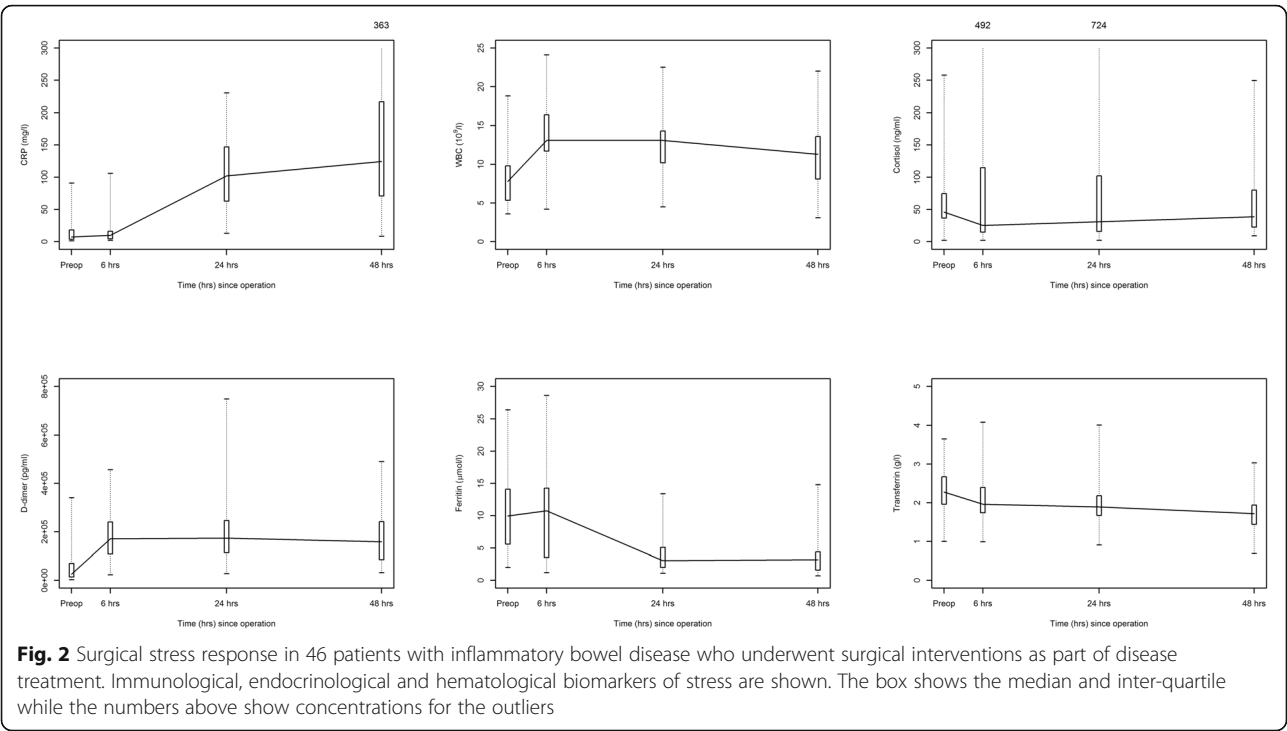 363
300
250
200
150
100
50
0
CRP (mg/l)
Preop 6 hrs 24 hrs 48 hrs
Time (hrs) since operation
25
20
15
10
5
0
WBC (10⁹/l)
Preop 6 hrs 24 hrs 48 hrs
Time (hrs) since operation
492 724
300
250
200
150
100
50
0
Cortisol (ng/ml)
Preop 6 hrs 24 hrs 48 hrs
Time (hrs) since operation
8e+05
6e+05
4e+05
2e+05
0e+00
D-dimer (pg/ml)
Preop 6 hrs 24 hrs 48 hrs
Time (hrs) since operation
30
25
20
15
10
5
0
Ferritin (μmol/l)
Preop 6 hrs 24 hrs 48 hrs
Time (hrs) since operation
5
4
3
2
1
0
Transferrin (g/l)
Preop 6 hrs 24 hrs 48 hrs
Time (hrs) since operation
Fig. 2 Surgical stress response in 46 patients with inflammatory bowel disease who underwent surgical interventions as part of disease
treatment. Immunological, endocrinological and hematological biomarkers of stress are shown. The box shows the median and inter-quartile
while the numbers above show concentrations for the outliers